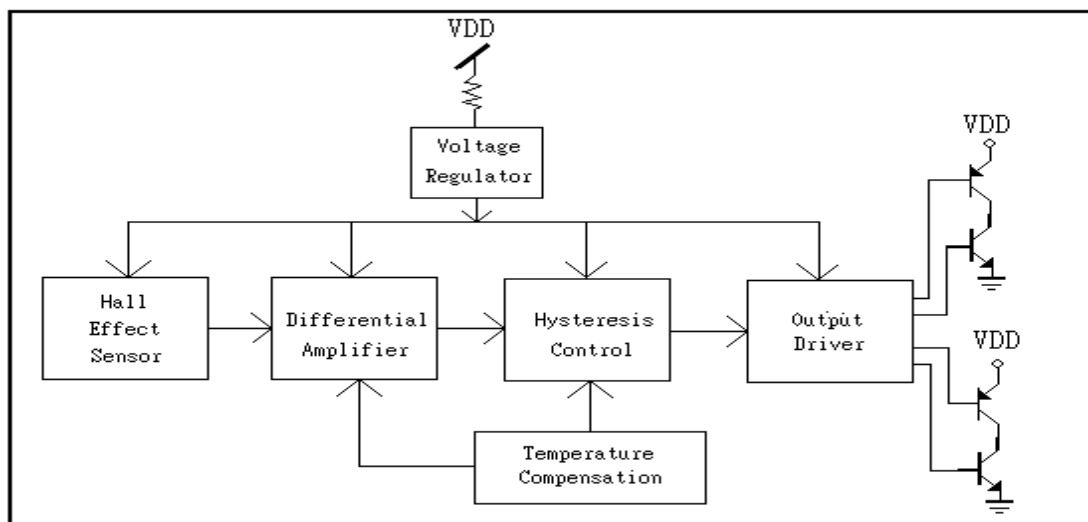 VDD
Voltage
Regulator
VDD
Hall
Effect
Sensor
Differential
Amplifier
Hysteresis
Control
Output
Driver
VDD
Temperature
Compensation